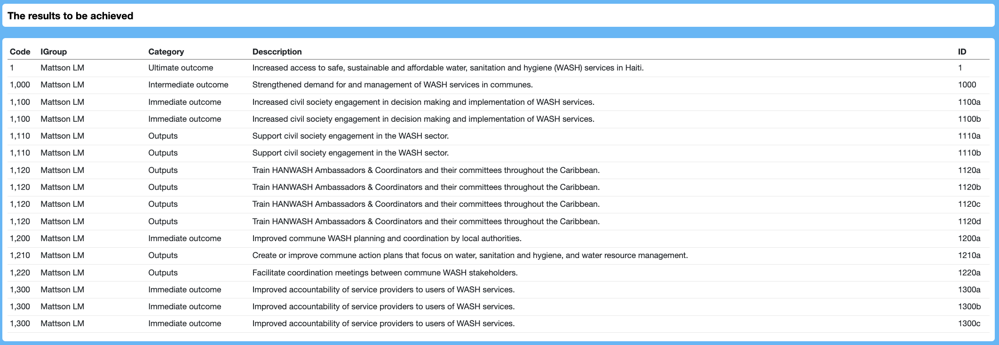 The results to be achieved
Code IGroup Category Desccription ID
1 Mattson LM Ultimate outcome Increased access to safe, sustainable and affordable water, sanitation and hygiene (WASH) services in Haiti. 1
1,000 Mattson LM Intermediate outcome Strengthened demand for and management of WASH services in communes. 1000
1,100 Mattson LM Immediate outcome Increased civil society engagement in decision making and implementation of WASH services. 1100a
1,100 Mattson LM Immediate outcome Increased civil society engagement in decision making and implementation of WASH services. 1100b
1,110 Mattson LM Outputs Support civil society engagement in the WASH sector. 1110a
1,110 Mattson LM Outputs Support civil society engagement in the WASH sector. 1110b
1,120 Mattson LM Outputs Train HANWASH Ambassadors & Coordinators and their committees throughout the Caribbean. 1120a
1,120 Mattson LM Outputs Train HANWASH Ambassadors & Coordinators and their committees throughout the Caribbean. 1120b
1,120 Mattson LM Outputs Train HANWASH Ambassadors & Coordinators and their committees throughout the Caribbean. 1120c
1,120 Mattson LM Outputs Train HANWASH Ambassadors & Coordinators and their committees throughout the Caribbean. 1120d
1,200 Mattson LM Immediate outcome Improved commune WASH planning and coordination by local authorities. 1200a
1,210 Mattson LM Outputs Create or improve commune action plans that focus on water, sanitation and hygiene, and water resource management. 1210a
1,220 Mattson LM Outputs Facilitate coordination meetings between commune WASH stakeholders. 1220a
1,300 Mattson LM Immediate outcome Improved accountability of service providers to users of WASH services. 1300a
1,300 Mattson LM Immediate outcome Improved accountability of service providers to users of WASH services. 1300b
1,300 Mattson LM Immediate outcome Improved accountability of service providers to users of WASH services. 1300c